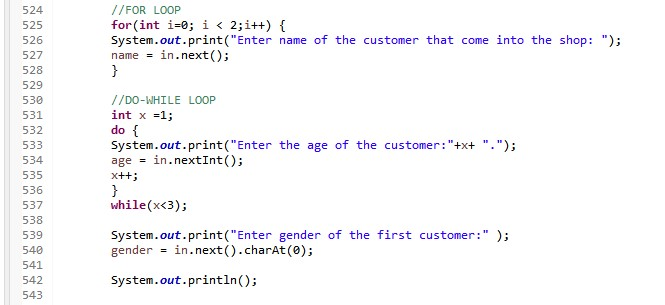 524 //FOR LOOP
525 for(int i=0; i < 2;i++) {
526 System.out.print("Enter name of the customer that come into the shop: ");
527 name = in.next();
528 }
529
530 //DO-WHILE LOOP
531 int x =1;
532 do {
533 System.out.print("Enter the age of the customer:"+x+ ".");
534 age = in.nextInt();
535 x++;
536 }
537 while(x<3);
538
539 System.out.print("Enter gender of the first customer:" );
540 gender = in.next().charAt(0);
541
542 System.out.println();
543